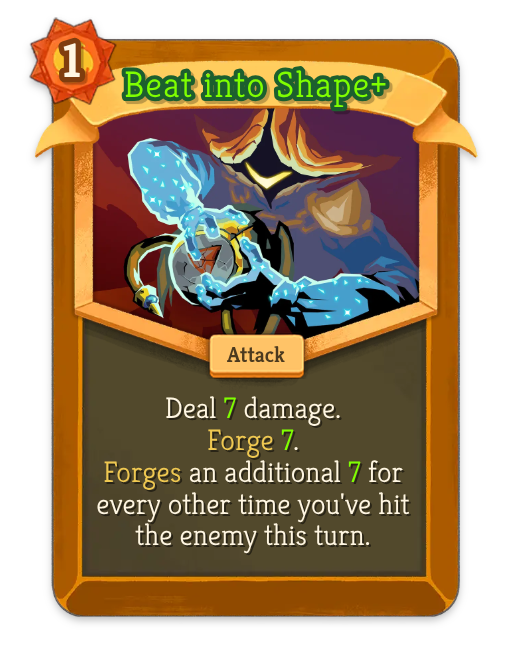 1
Beat into Shape+
Attack
Deal 7 damage.
Forge 7.
Forges an additional 7 for
every other time you've hit
the enemy this turn.